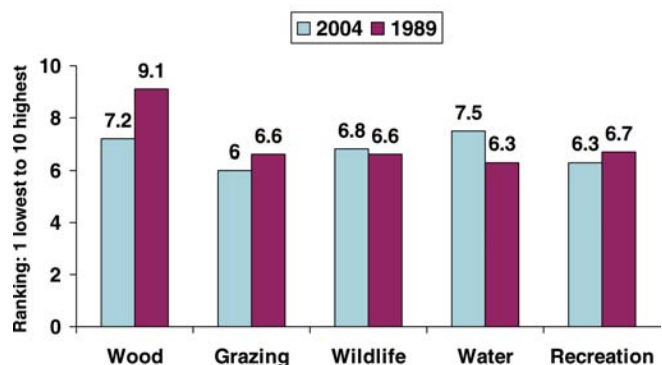 2004 1989
Ranking: 1 lowest to 10 highest
10
8
6
4
2
0
7.2 9.1 6 6.6 6.8 6.6 7.5 6.3 6.3 6.7
Wood Grazing Wildlife Water Recreation